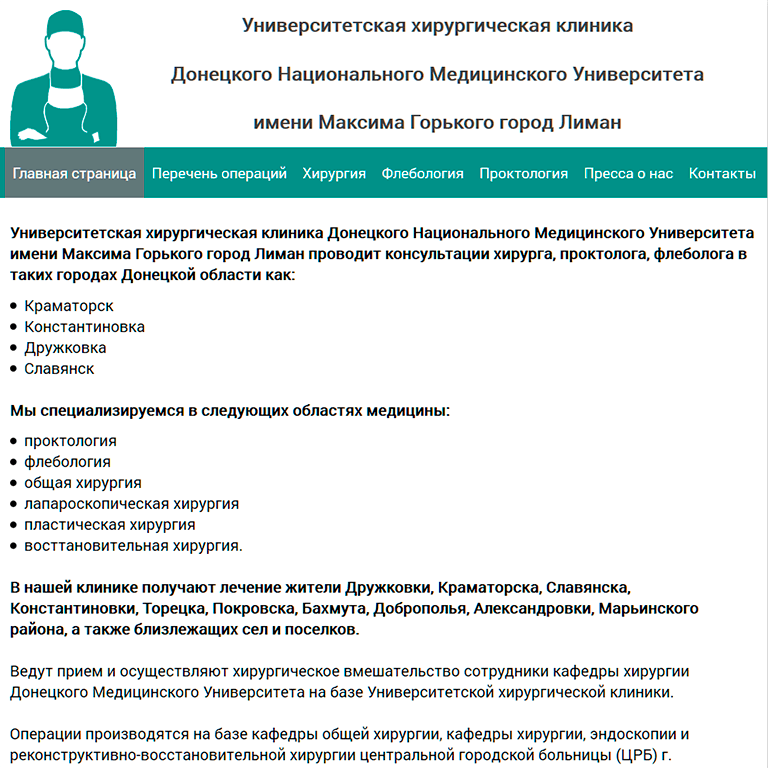 Университетская хирургическая клиника
Донецкого Национального Медицинского Университета
имени Максима Горького город Лиман
Главная страница Перечень операций Хирургия Флебология Проктология Пресса о нас Контакты
Университетская хирургическая клиника Донецкого Национального Медицинского Университета
имени Максима Горького город Лиман проводит консультации хирурга, проктолога, флеболога в
таких городах Донецкой области как:
• Краматорск
• Константиновка
• Дружковка
• Славянск
Мы специализируемся в следующих областях медицины:
• проктология
• флебология
• общая хирургия
• лапароскопическая хирургия
• пластическая хирургия
• восттановительная хирургия.
В нашей клинике получают лечение жители Дружковки, Краматорска, Славянска,
Константиновки, Торецка, Покровска, Бахмута, Доброполья, Александровки, Марьинского
района, а также близлежащих сел и поселков.
Ведут прием и осуществляют хирургическое вмешательство сотрудники кафедры хирургии
Донецкого Медицинского Университета на базе Университетской хирургической клиники.
Операции производятся на базе кафедры общей хирургии, кафедры хирургии, эндоскопии и
реконструктивно-восстановительной хирургии центральной городской больницы (ЦРБ) г.